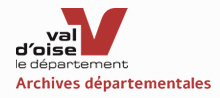 val
d'oise
le département
Archives départementales